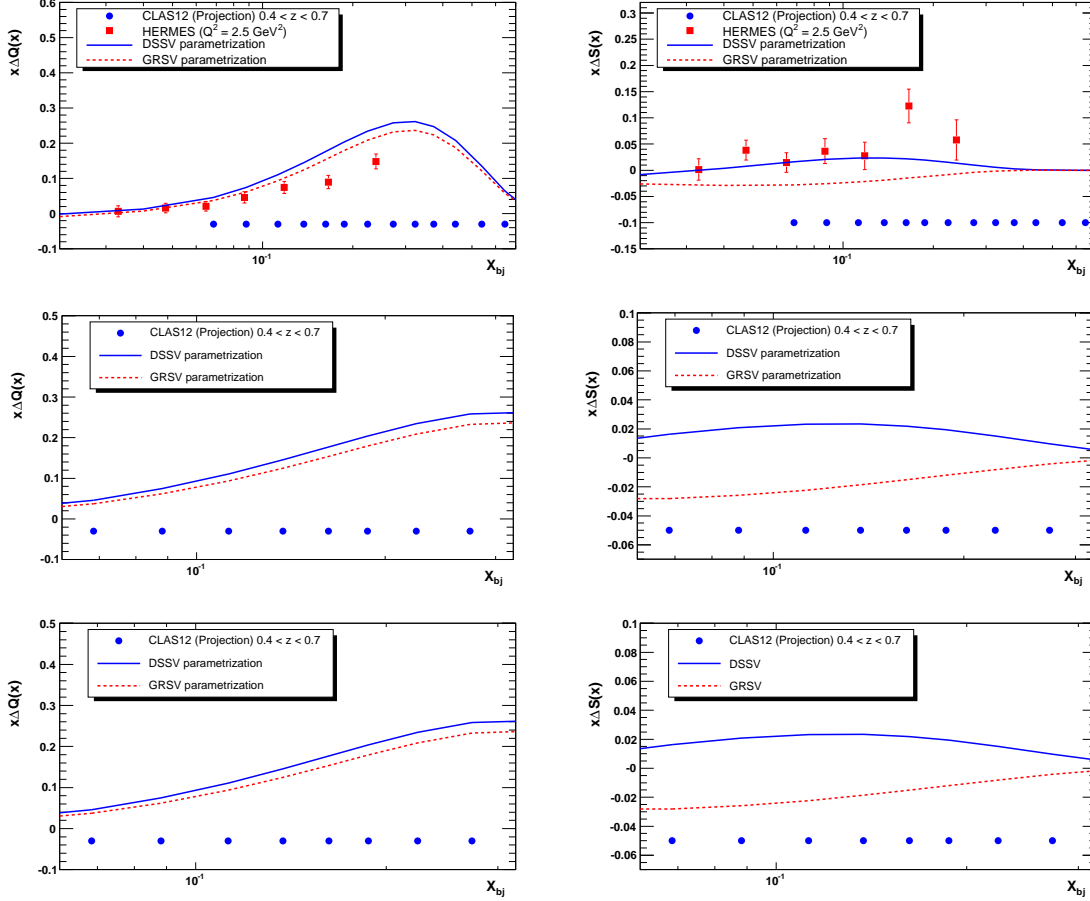 CLAS12 (Projection) 0.4 < z < 0.7
HERMES (Q² = 2.5 GeV²)
DSSV parametrization
GRSV parametrization
xΔQ(x)
0.6
0.5
0.4
0.3
0.2
0.1
0
-0.1
10⁻¹
X_bj
CLAS12 (Projection) 0.4 < z < 0.7
HERMES (Q² = 2.5 GeV²)
DSSV parametrization
GRSV parametrization
xΔS(x)
0.3
0.25
0.2
0.15
0.1
0.05
0
-0.05
-0.1
-0.15
10⁻¹
X_bj
CLAS12 (Projection) 0.4 < z < 0.7
DSSV parametrization
GRSV parametrization
xΔQ(x)
0.5
0.4
0.3
0.2
0.1
0
-0.1
10⁻¹
X_bj
CLAS12 (Projection) 0.4 < z < 0.7
DSSV parametrization
GRSV parametrization
xΔS(x)
0.1
0.08
0.06
0.04
0.02
-0
-0.02
-0.04
-0.06
10⁻¹
X_bj
CLAS12 (Projection) 0.4 < z < 0.7
DSSV parametrization
GRSV parametrization
xΔQ(x)
0.5
0.4
0.3
0.2
0.1
0
-0.1
10⁻¹
X_bj
CLAS12 (Projection) 0.4 < z < 0.7
DSSV
GRSV
xΔS(x)
0.1
0.08
0.06
0.04
0.02
-0
-0.02
-0.04
-0.06
10⁻¹
X_bj